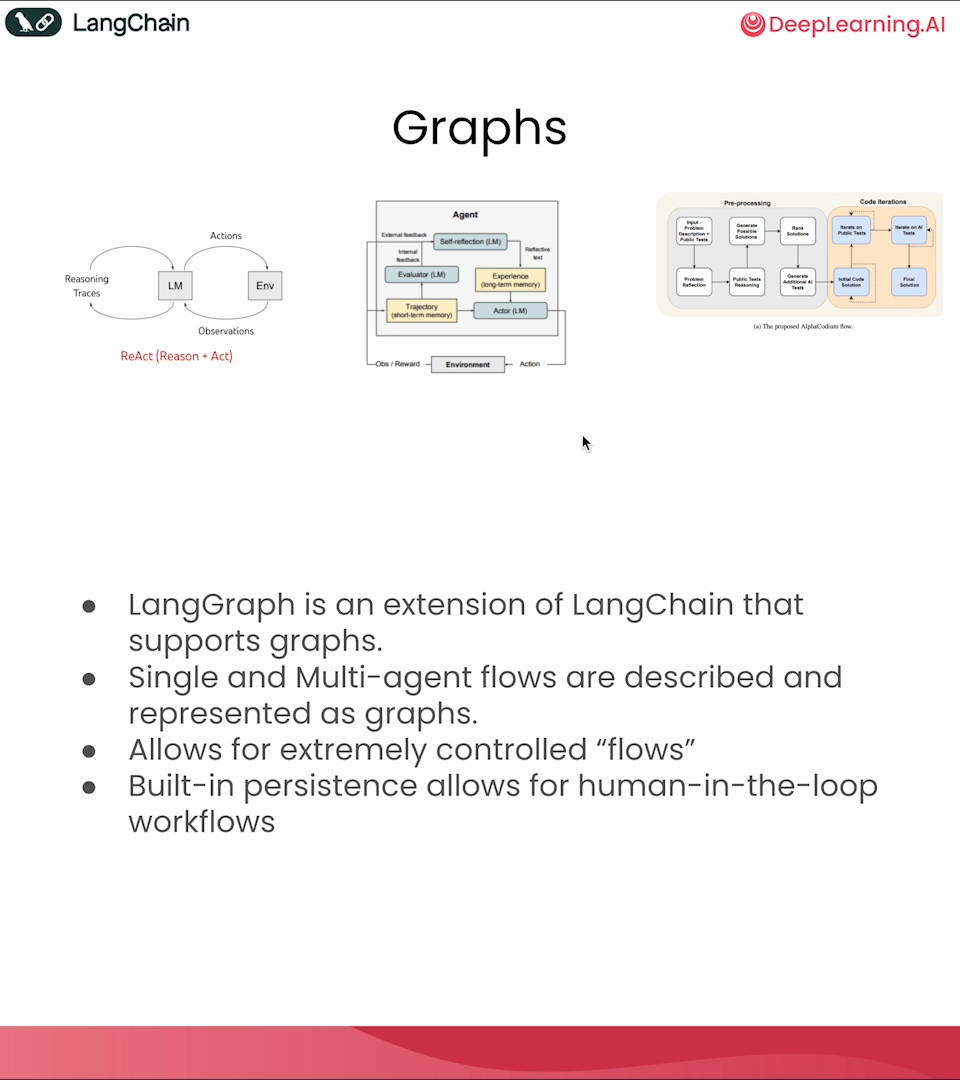 LangChain
DeepLearning.AI
Graphs
Actions
Reasoning
Traces
LM
Env
Observations
ReAct (Reason + Act)
Agent
External feedback
Self-reflection (LM)
Internal
feedback
Reflective
text
Evaluator (LM)
Experience
(long-term memory)
Trajectory
(short-term memory)
Actor (LM)
Obs / Reward
Environment
Action
Pre-processing
Code iterations
Input -
Problem
Description +
Public Tests
Generate
Possible
Solutions
Rank
Solutions
Iterate on
Public Tests
Iterate on AI
Tests
Problem
Reflection
Public Tests
Reasoning
Generate
Additional AI
Tests
Initial Code
Solution
Final
Solution
(a) The proposed AlphaCodium flow.
● LangGraph is an extension of LangChain that
supports graphs.
● Single and Multi-agent flows are described and
represented as graphs.
● Allows for extremely controlled “flows”
● Built-in persistence allows for human-in-the-loop
workflows